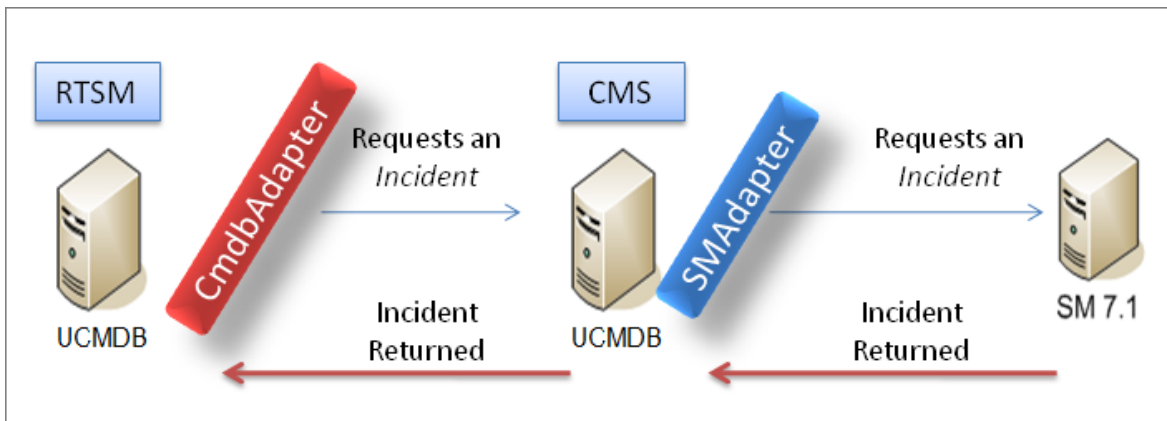 RTSM
CmdbAdapter
Requests an
Incident
CMS
SMAdapter
Requests an
Incident
UCMDB
Incident
Returned
UCMDB
Incident
Returned
SM 7.1